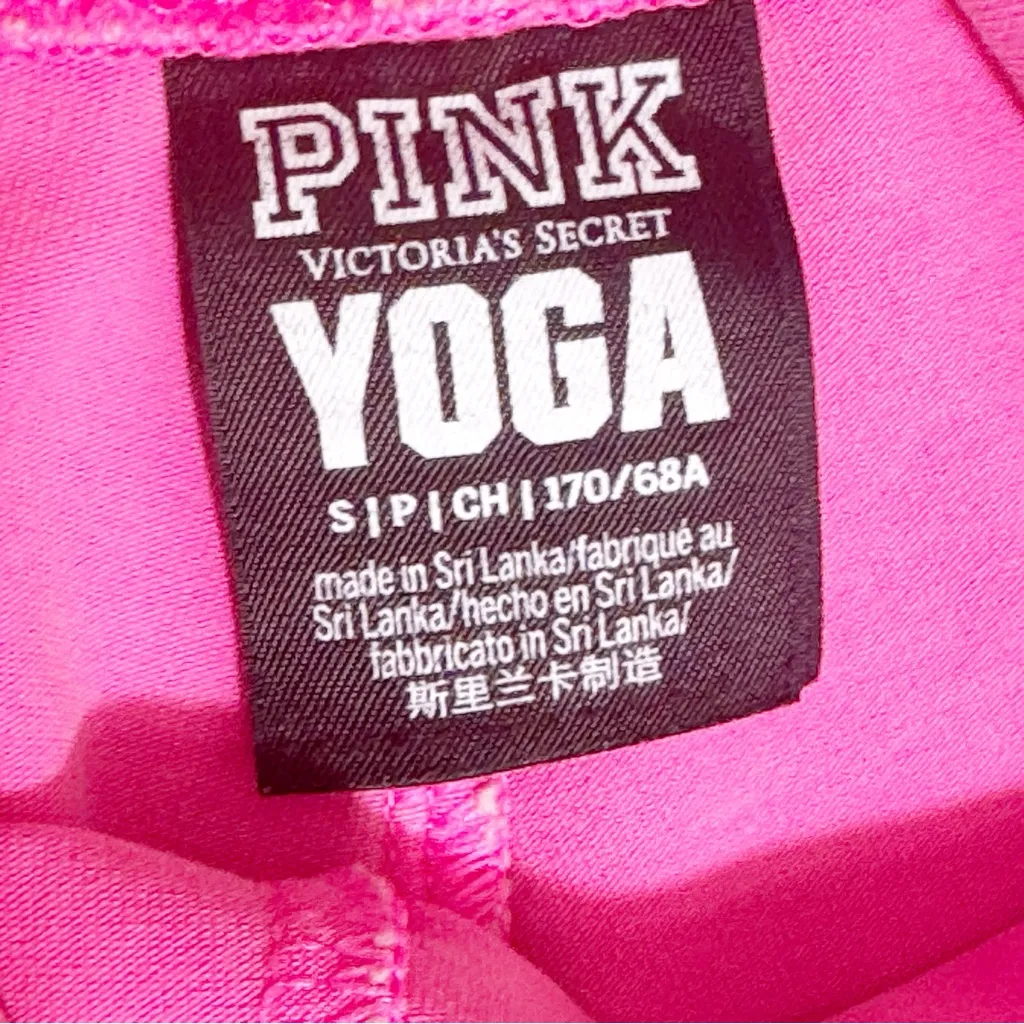 PINK
VICTORIA'S SECRET
YOGA
S | P | CH | 170/68A
made in Sri Lanka/fabriqué au
Sri Lanka/hecho en Sri Lanka/
fabbricato in Sri Lanka/
斯里兰卡制造